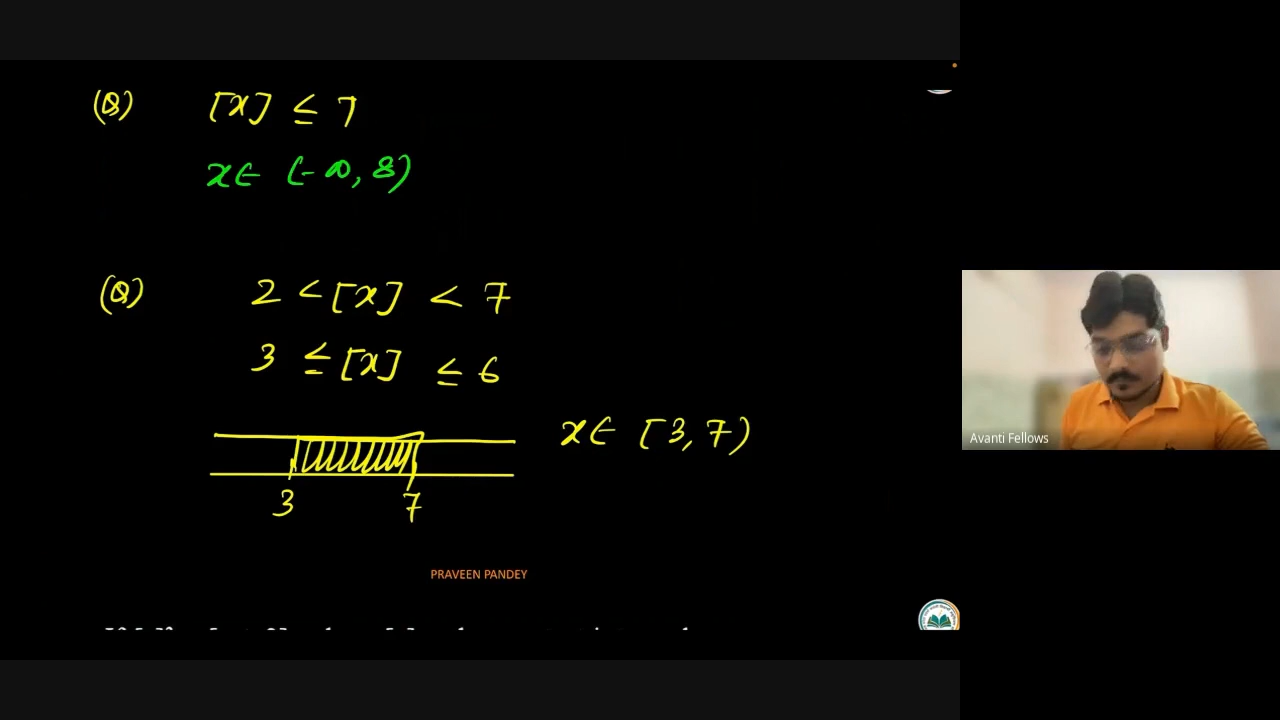 (Q) [x] ≤ 7
x ∈ (-∞, 8)
(Q) 2 < [x] < 7
3 ≤ [x] ≤ 6
x ∈ [3, 7)
3 7
PRAVEEN PANDEY
Avanti Fellows